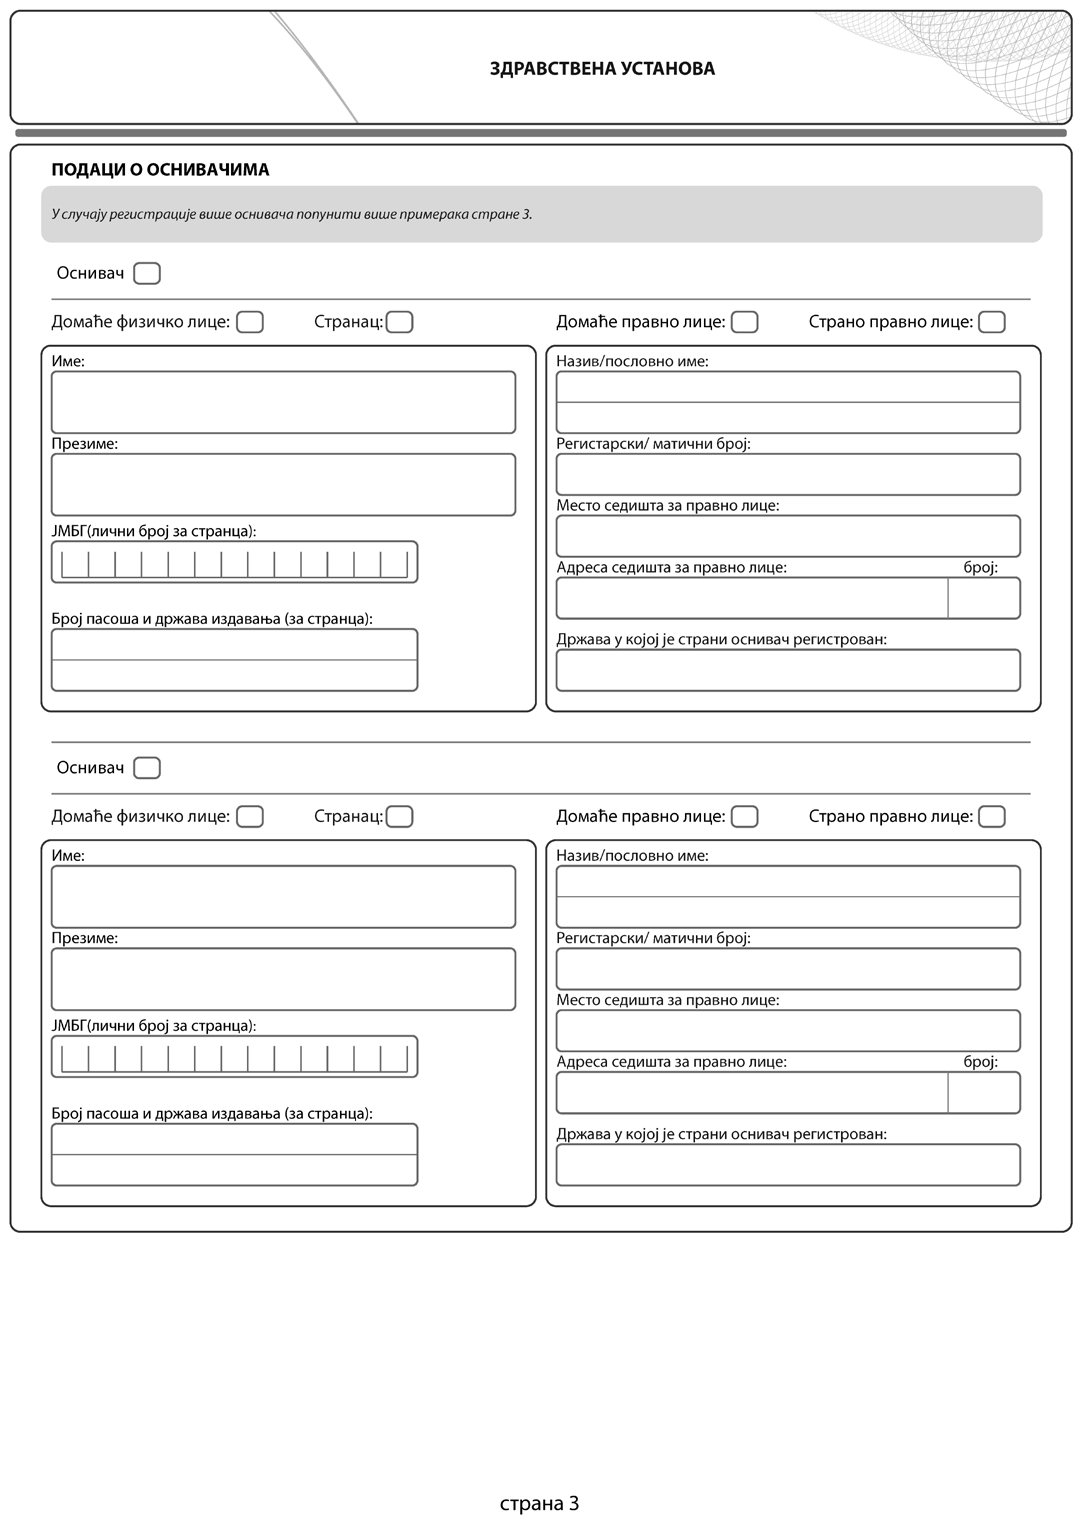 ЗДРАВСТВЕНА УСТАНОВА
ПОДАЦИ О ОСНИВАЧИМА
У случају регистрације више оснивача попунити више примерака стране 3.
Оснивач
Домаће физичко лице: Странац: Домаће правно лице: Страно правно лице:
Име:
Презиме:
ЈМБГ(лични број за странца):
Број пасоша и држава издавања (за странца):
Назив/пословно име:
Регистарски/ матични број:
Место седишта за правно лице:
Адреса седишта за правно лице: број:
Држава у којој је страни оснивач регистрован:
Оснивач
Домаће физичко лице: Странац: Домаће правно лице: Страно правно лице:
Име:
Презиме:
ЈМБГ(лични број за странца):
Број пасоша и држава издавања (за странца):
Назив/пословно име:
Регистарски/ матични број:
Место седишта за правно лице:
Адреса седишта за правно лице: број:
Држава у којој је страни оснивач регистрован:
страна 3